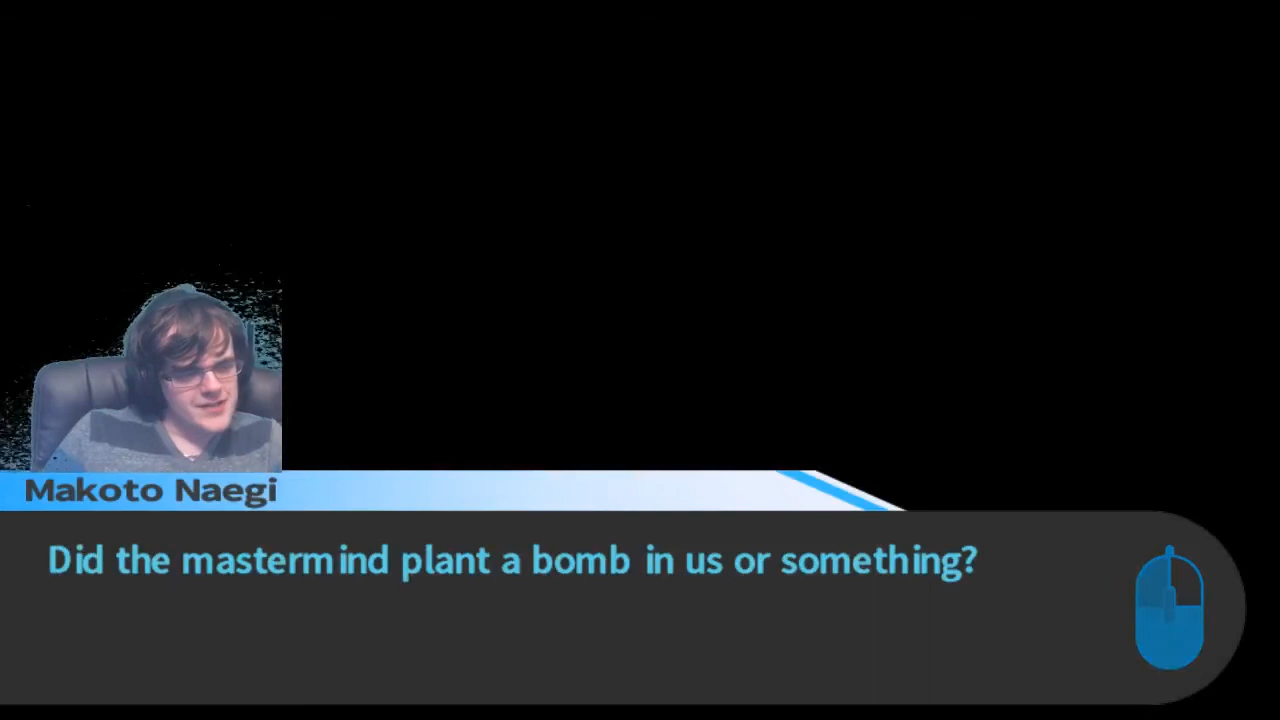 Makoto Naegi
Did the mastermind plant a bomb in us or something?